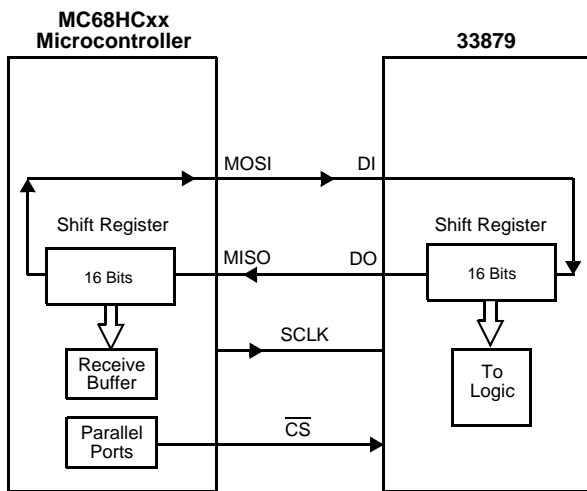 MC68HCxx
Microcontroller
33879
MOSI
DI
Shift Register
Shift Register
16 Bits
MISO
DO
16 Bits
SCLK
Receive
Buffer
To
Logic
Parallel
Ports
CS